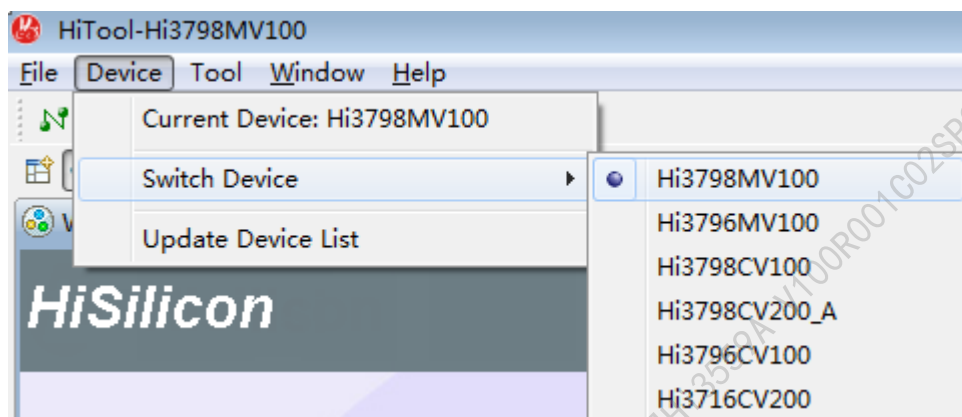 HiTool-Hi3798MV100
File Device Tool Window Help
Current Device: Hi3798MV100
Switch Device
Update Device List
Hi3798MV100
Hi3796MV100
Hi3798CV100
Hi3798CV200_A
Hi3796CV100
Hi3716CV200
HiSilicon